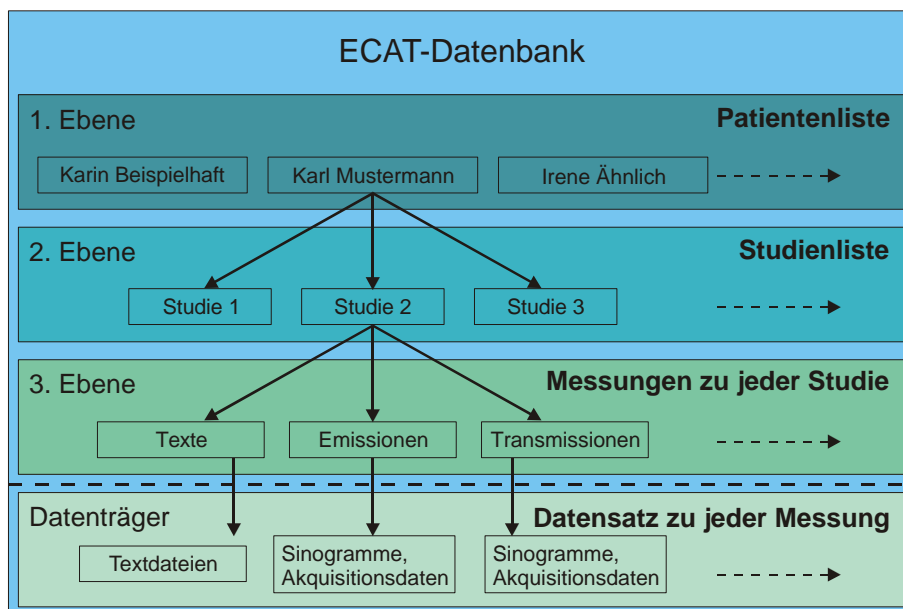 ECAT-Datenbank
1. Ebene
Patientenliste
Karin Beispielhaft
Karl Mustermann
Irene Ähnlich
2. Ebene
Studienliste
Studie 1
Studie 2
Studie 3
3. Ebene
Messungen zu jeder Studie
Texte
Emissionen
Transmissionen
Datenträger
Datensatz zu jeder Messung
Textdateien
Sinogramme,
Akquisitionsdaten
Sinogramme,
Akquisitionsdaten